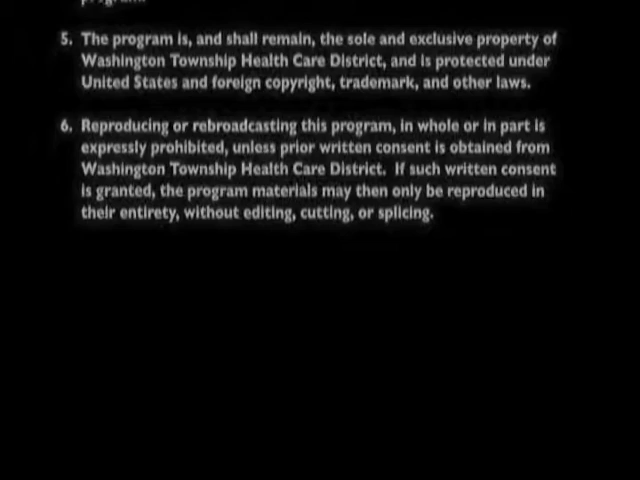 5. The program is, and shall remain, the sole and exclusive property of
Washington Township Health Care District, and is protected under
United States and foreign copyright, trademark, and other laws.
6. Reproducing or rebroadcasting this program, in whole or in part is
expressly prohibited, unless prior written consent is obtained from
Washington Township Health Care District. If such written consent
is granted, the program materials may then only be reproduced in
their entirety, without editing, cutting, or splicing.